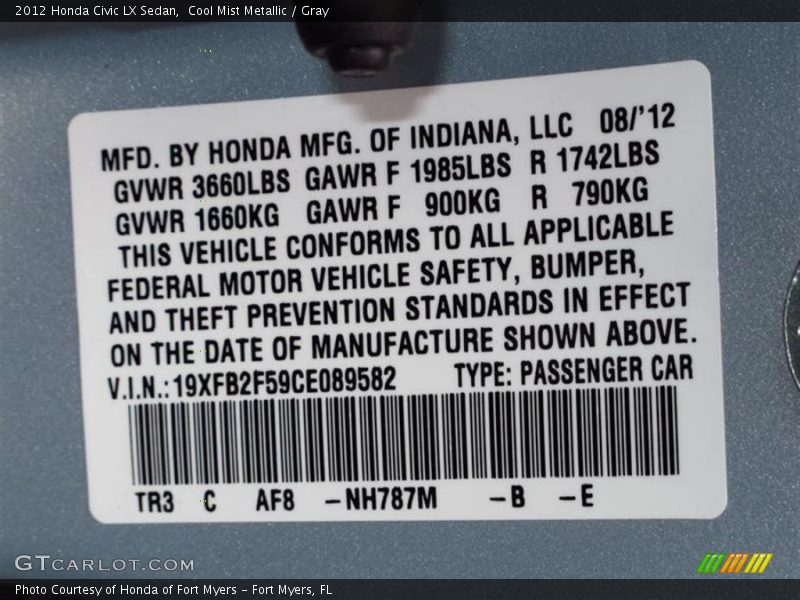 2012 Honda Civic LX Sedan, Cool Mist Metallic / Gray
MFD. BY HONDA MFG. OF INDIANA, LLC 08/'12
GVWR 3660LBS GAWR F 1985LBS R 1742LBS
GVWR 1660KG GAWR F 900KG R 790KG
THIS VEHICLE CONFORMS TO ALL APPLICABLE
FEDERAL MOTOR VEHICLE SAFETY, BUMPER,
AND THEFT PREVENTION STANDARDS IN EFFECT
ON THE DATE OF MANUFACTURE SHOWN ABOVE.
V.I.N.: 19XFB2F59CE089582 TYPE: PASSENGER CAR
TR3 C AF8 –NH787M –B –E
GTCARLOT.COM
Photo Courtesy of Honda of Fort Myers – Fort Myers, FL